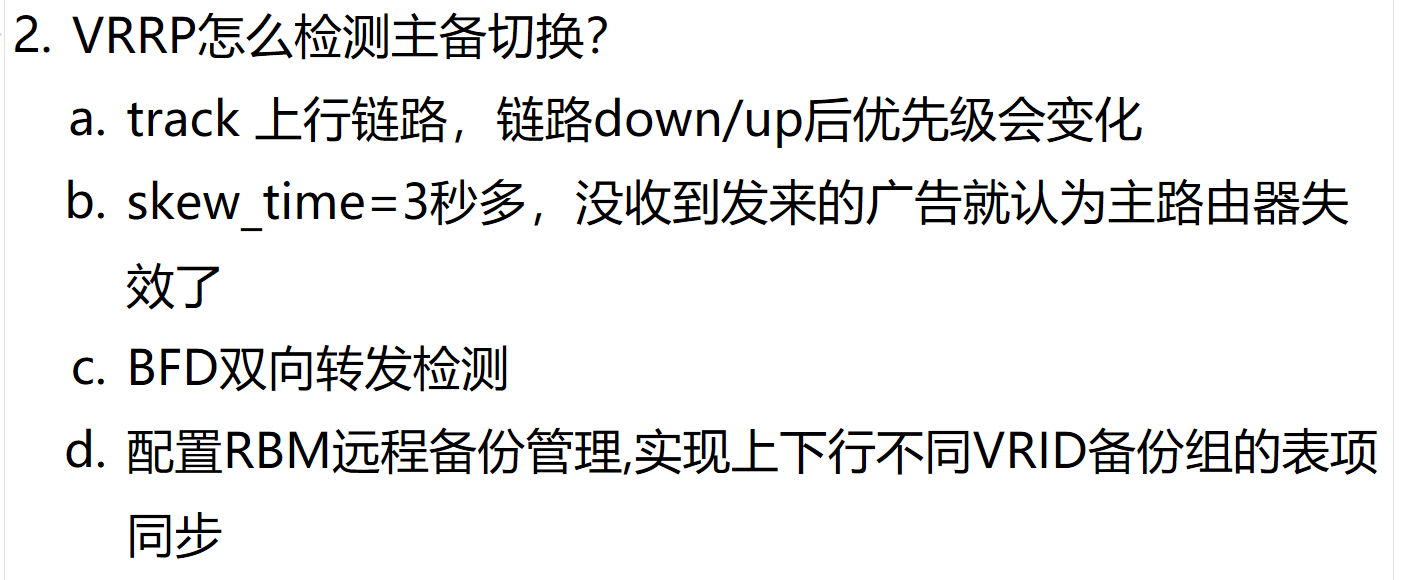 2. VRRP怎么检测主备切换？
a. track 上行链路，链路down/up后优先级会变化
b. skew_time=3秒多，没收到发来的广告就认为主路由器失
效了
c. BFD双向转发检测
d. 配置RBM远程备份管理,实现上下行不同VRID备份组的表项
同步